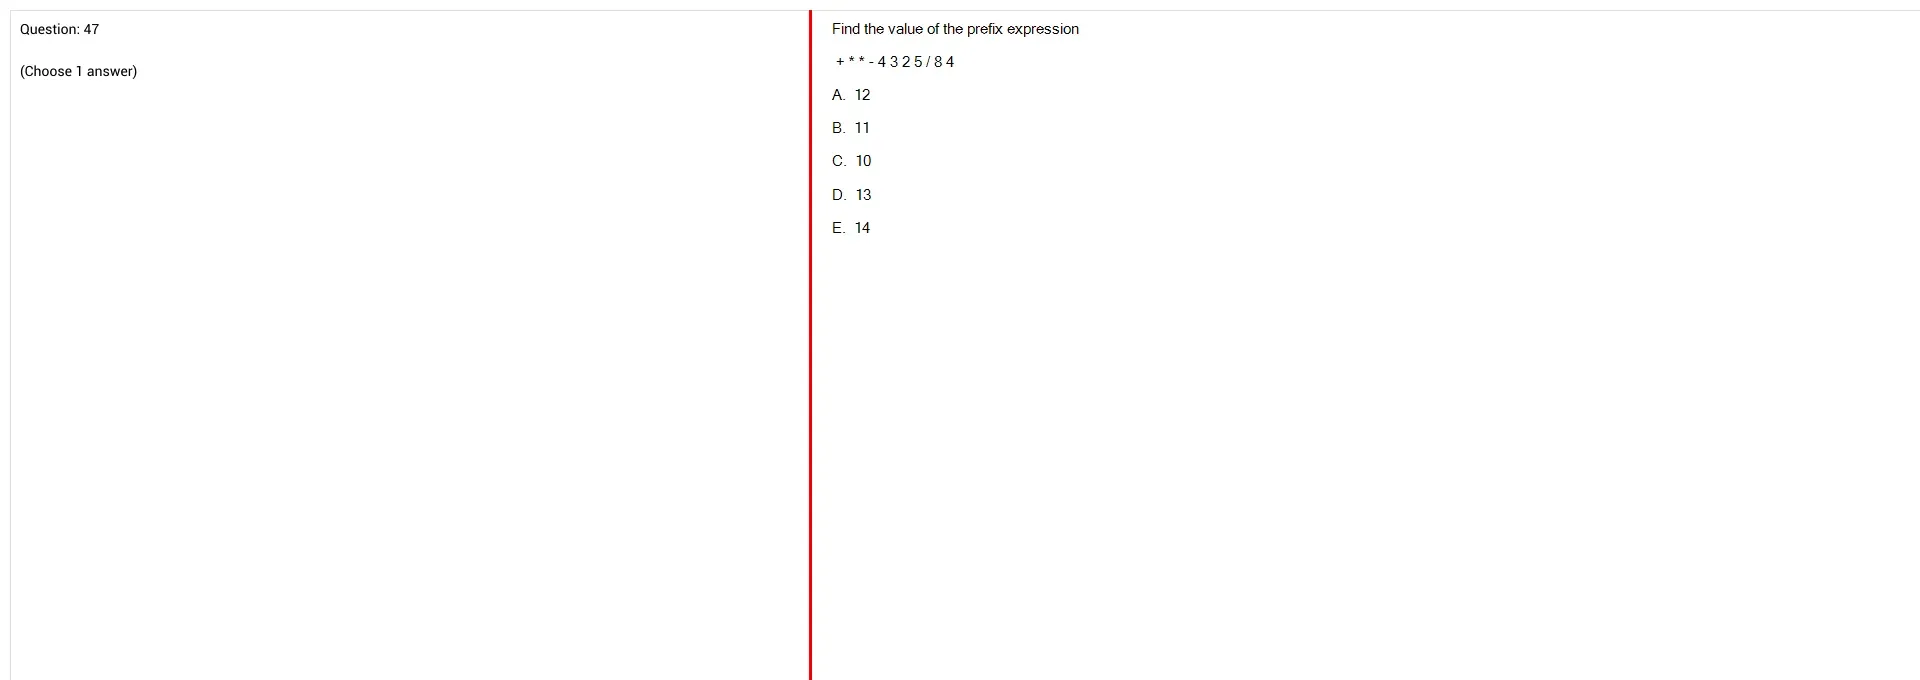 Question: 47
(Choose 1 answer)
Find the value of the prefix expression
+ * * - 4 3 2 5 / 8 4
A. 12
B. 11
C. 10
D. 13
E. 14